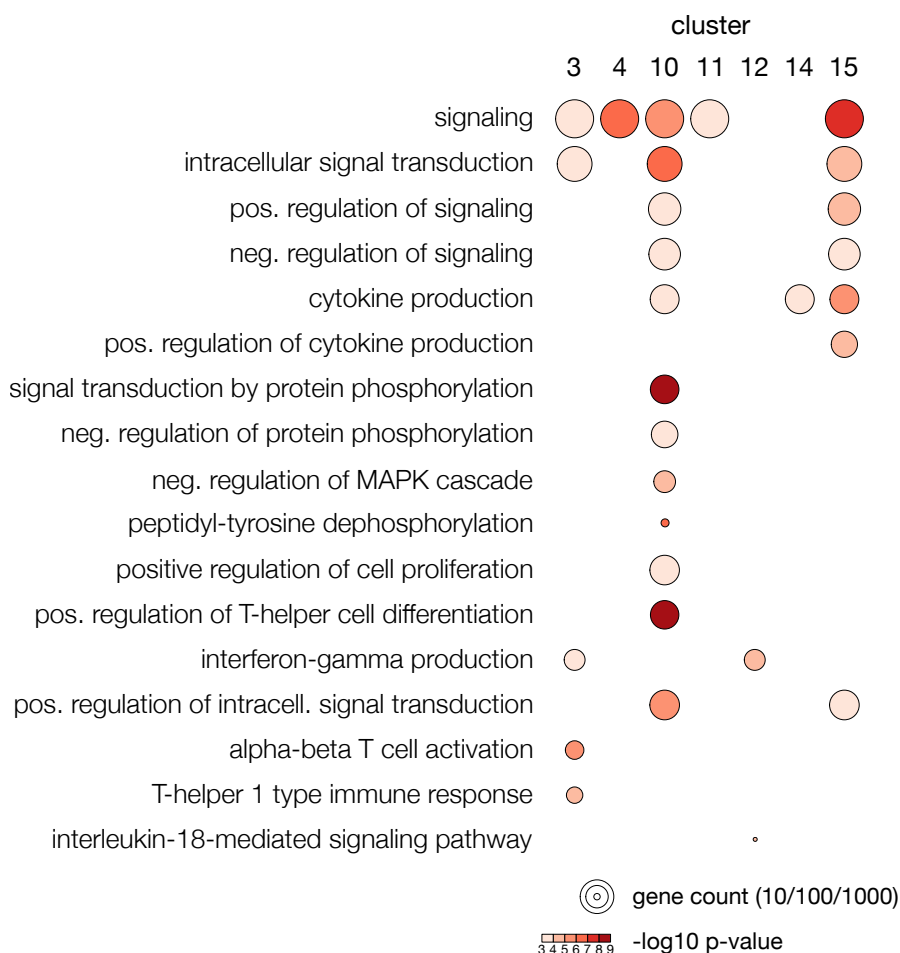 cluster
3 4 10 11 12 14 15
signaling
intracellular signal transduction
pos. regulation of signaling
neg. regulation of signaling
cytokine production
pos. regulation of cytokine production
signal transduction by protein phosphorylation
neg. regulation of protein phosphorylation
neg. regulation of MAPK cascade
peptidyl-tyrosine dephosphorylation
positive regulation of cell proliferation
pos. regulation of T-helper cell differentiation
interferon-gamma production
pos. regulation of intracell. signal transduction
alpha-beta T cell activation
T-helper 1 type immune response
interleukin-18-mediated signaling pathway
gene count (10/100/1000)
-log10 p-value
3 4 5 6 7 8 9